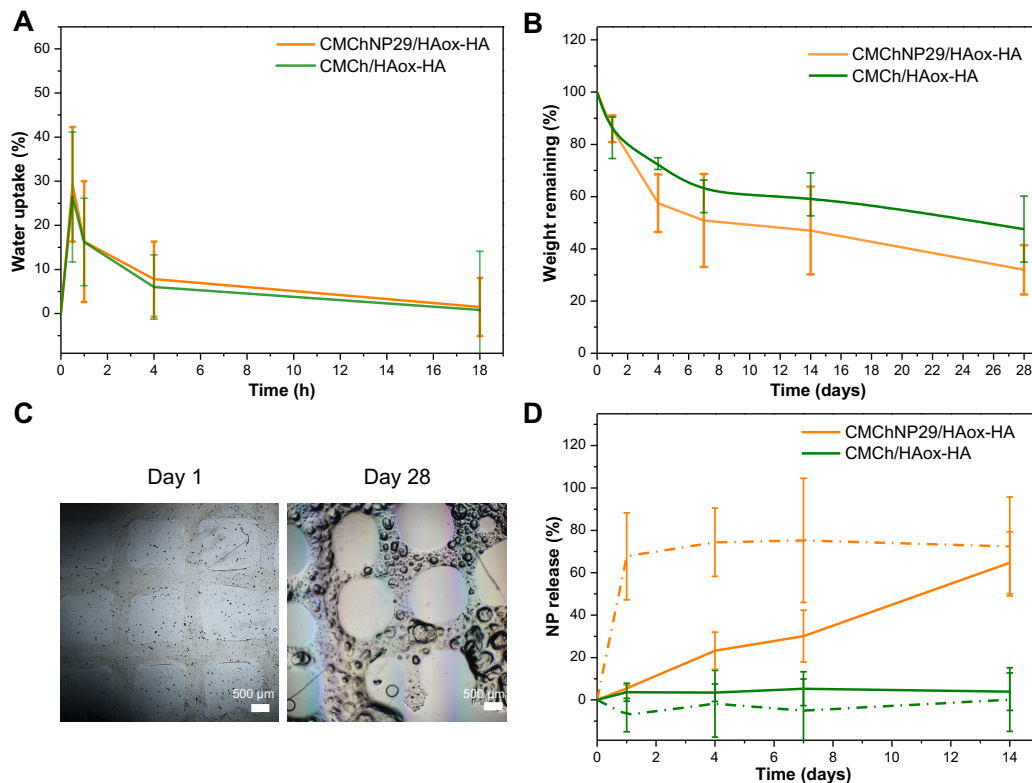 A
60
50
40
30
20
10
0
Water uptake (%)
CMChNP29/HAox-HA
CMCh/HAox-HA
0 2 4 6 8 10 12 14 16 18
Time (h)
B
120
100
80
60
40
20
0
Weight remaining (%)
CMChNP29/HAox-HA
CMCh/HAox-HA
0 2 4 6 8 10 12 14 16 18 20 22 24 26 28
Time (days)
C
Day 1
Day 28
500 µm
500 µm
D
120
100
80
60
40
20
0
NP release (%)
CMChNP29/HAox-HA
CMCh/HAox-HA
0 2 4 6 8 10 12 14
Time (days)